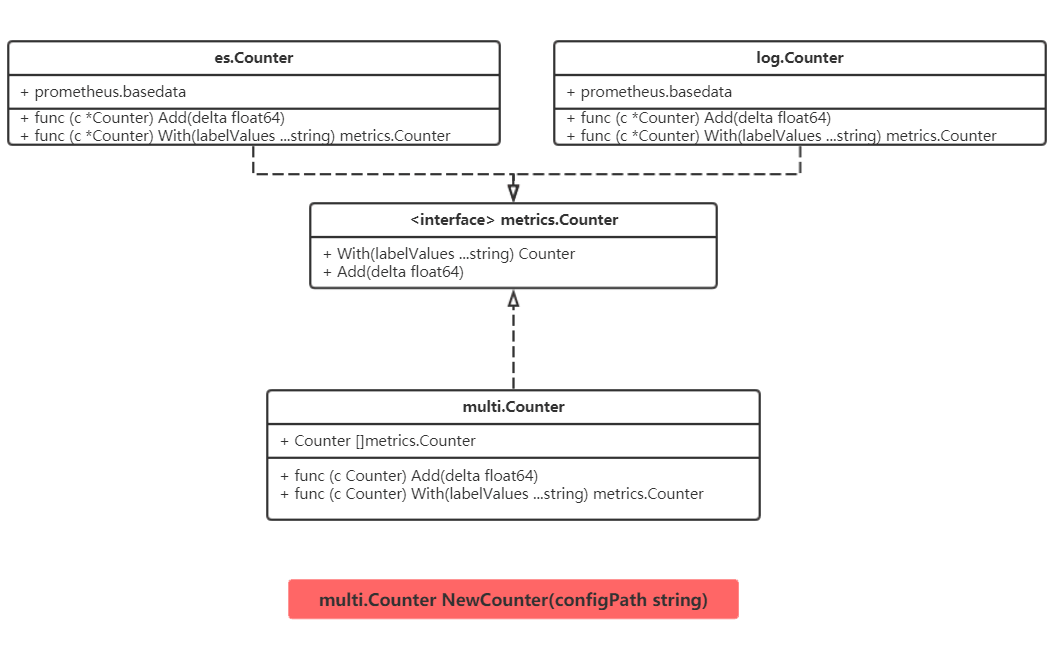 es.Counter
+ prometheus.basedata
+ func (c *Counter) Add(delta float64)
+ func (c *Counter) With(labelValues ...string) metrics.Counter
log.Counter
+ prometheus.basedata
+ func (c *Counter) Add(delta float64)
+ func (c *Counter) With(labelValues ...string) metrics.Counter
<interface> metrics.Counter
+ With(labelValues ...string) Counter
+ Add(delta float64)
multi.Counter
+ Counter []metrics.Counter
+ func (c Counter) Add(delta float64)
+ func (c Counter) With(labelValues ...string) metrics.Counter
multi.Counter NewCounter(configPath string)